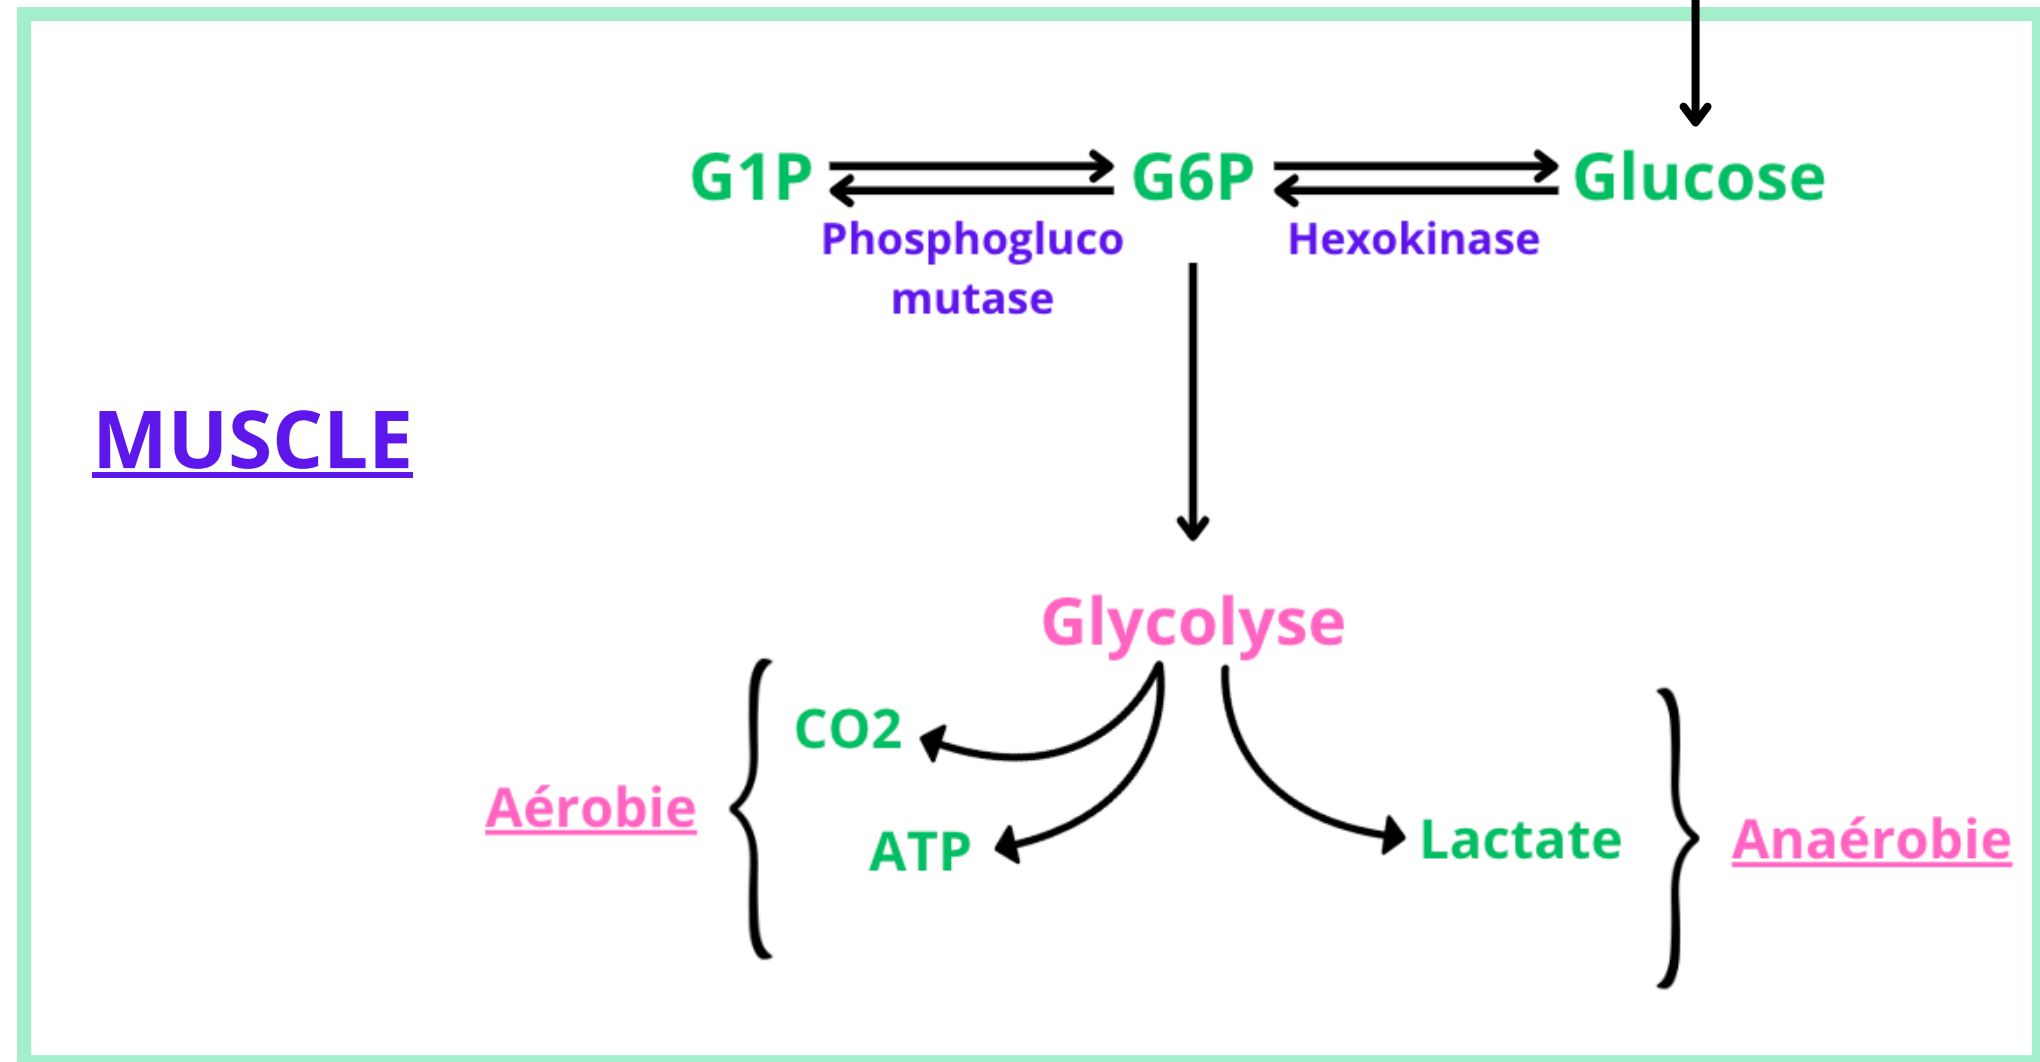 G1P
G6P
Glucose
Phosphogluco
mutase
Hexokinase
MUSCLE
Glycolyse
CO2
Aérobie
ATP
Lactate
Anaérobie